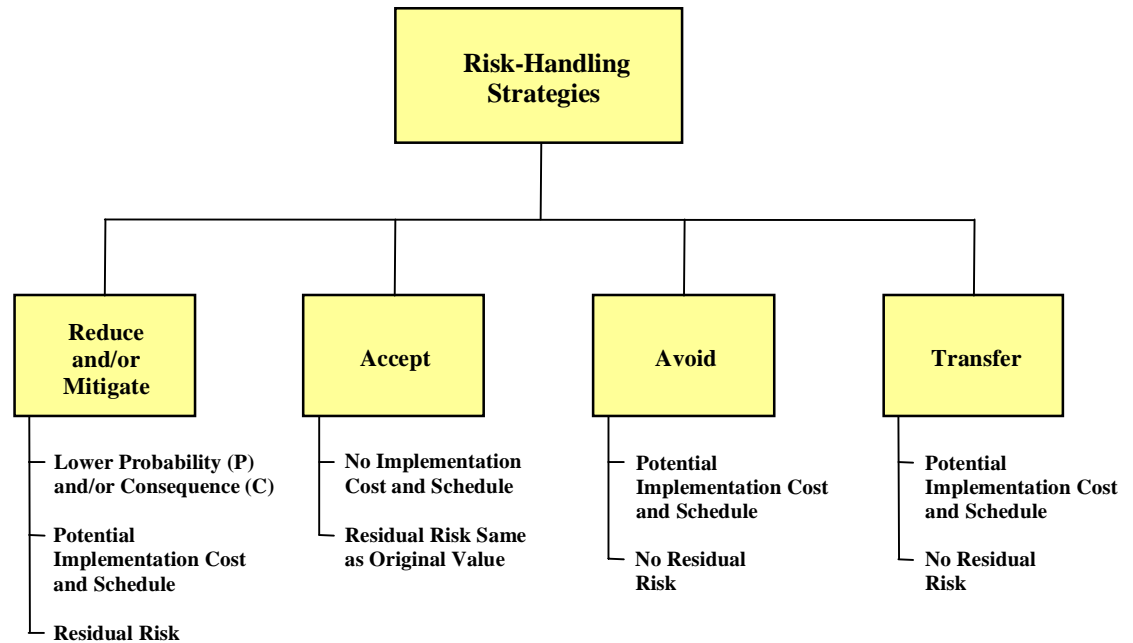 Risk-Handling
Strategies
Reduce
and/or
Mitigate
Lower Probability (P)
and/or Consequence (C)
Potential
Implementation Cost
and Schedule
Residual Risk
Accept
No Implementation
Cost and Schedule
Residual Risk Same
as Original Value
Avoid
Potential
Implementation Cost
and Schedule
No Residual
Risk
Transfer
Potential
Implementation Cost
and Schedule
No Residual
Risk